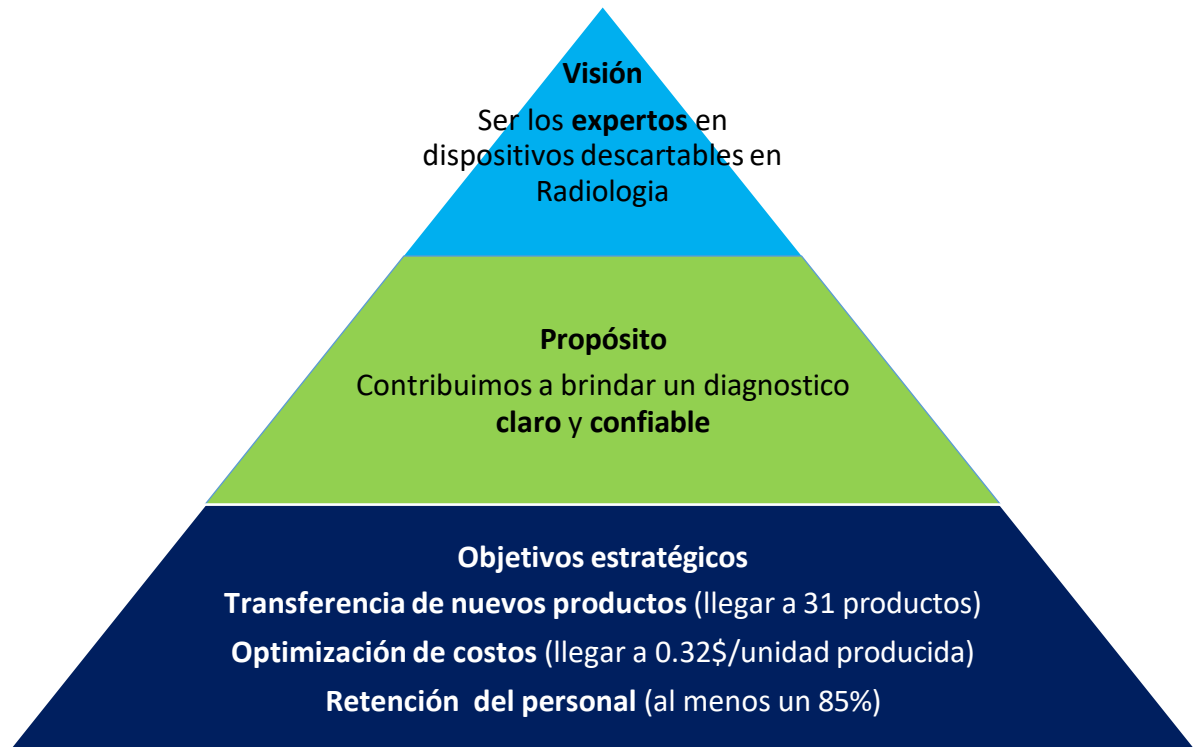 Visión
Ser los expertos en
dispositivos descartables en
Radiologia
Propósito
Contribuimos a brindar un diagnostico
claro y confiable
Objetivos estratégicos
Transferencia de nuevos productos (llegar a 31 productos)
Optimización de costos (llegar a 0.32$/unidad producida)
Retención del personal (al menos un 85%)